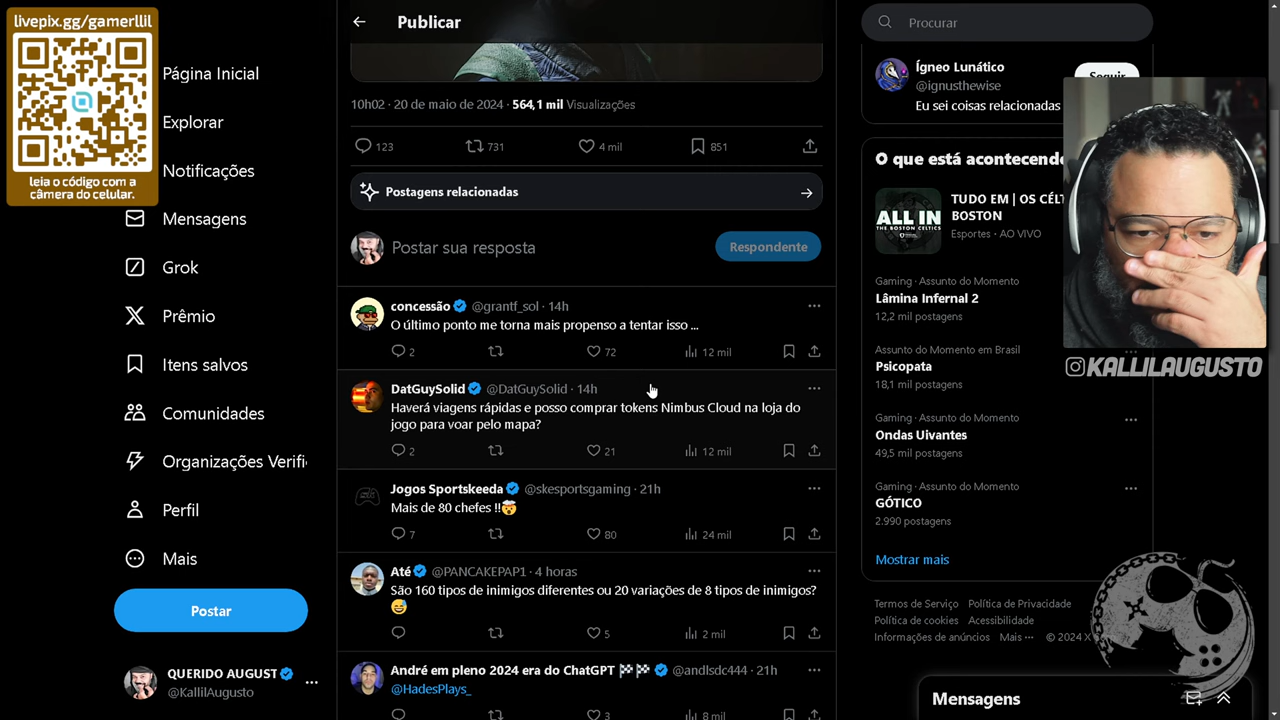 livepix.gg/gamerllil
leia o código com a
câmera do celular.
Página Inicial
Explorar
Notificações
Mensagens
Grok
Prêmio
Itens salvos
Comunidades
Organizações Verifi
Perfil
Mais
Postar
QUERIDO AUGUST
@KallilAugusto
Publicar
10h02 · 20 de maio de 2024 · 564,1 mil Visualizações
123 731 4 mil 851
Postagens relacionadas
Postar sua resposta
Respondente
concessão @grantf_sol · 14h
O último ponto me torna mais propenso a tentar isso ...
2 72 12 mil
DatGuySolid @DatGuySolid · 14h
Haverá viagens rápidas e posso comprar tokens Nimbus Cloud na loja do
jogo para voar pelo mapa?
2 21 12 mil
Jogos Sportskeeda @skesportsgaming · 21h
Mais de 80 chefes !!🤯
7 80 24 mil
Até @PANCAKEPAP1 · 4 horas
São 160 tipos de inimigos diferentes ou 20 variações de 8 tipos de inimigos?
😅
5 2 mil
André em pleno 2024 era do ChatGPT 🏁🏁 @andlsdc444 · 21h
@HadesPlays_
3 8 mil
Procurar
Ígneo Lunático
@ignusthewise
Seguir
Eu sei coisas relacionadas
O que está acontecendo
ALL IN
THE BOSTON CELTICS
TUDO EM | OS CÉLT
BOSTON
Esportes · AO VIVO
Gaming · Assunto do Momento
Lâmina Infernal 2
12,2 mil postagens
Assunto do Momento em Brasil
Psicopata
18,1 mil postagens
Gaming · Assunto do Momento
Ondas Uivantes
49,5 mil postagens
Gaming · Assunto do Momento
GÓTICO
2.990 postagens
Mostrar mais
Termos de Serviço Política de Privacidade
Política de cookies Acessibilidade
Informações de anúncios Mais ··· © 2024 X
Mensagens
@KALLILAUGUSTO